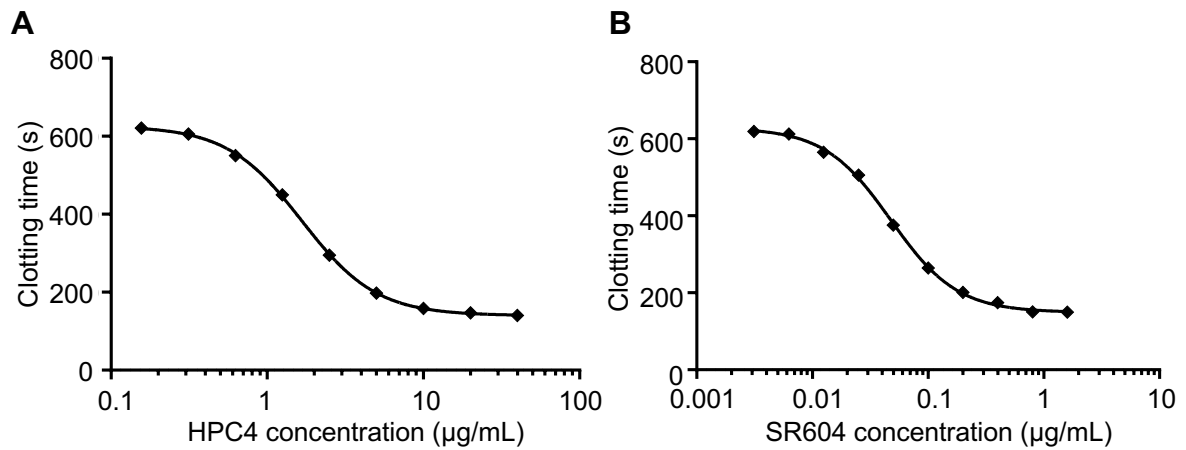 A
Clotting time (s)
800
600
400
200
0
0.1 1 10 100
HPC4 concentration (µg/mL)
B
Clotting time (s)
800
600
400
200
0
0.001 0.01 0.1 1 10
SR604 concentration (µg/mL)